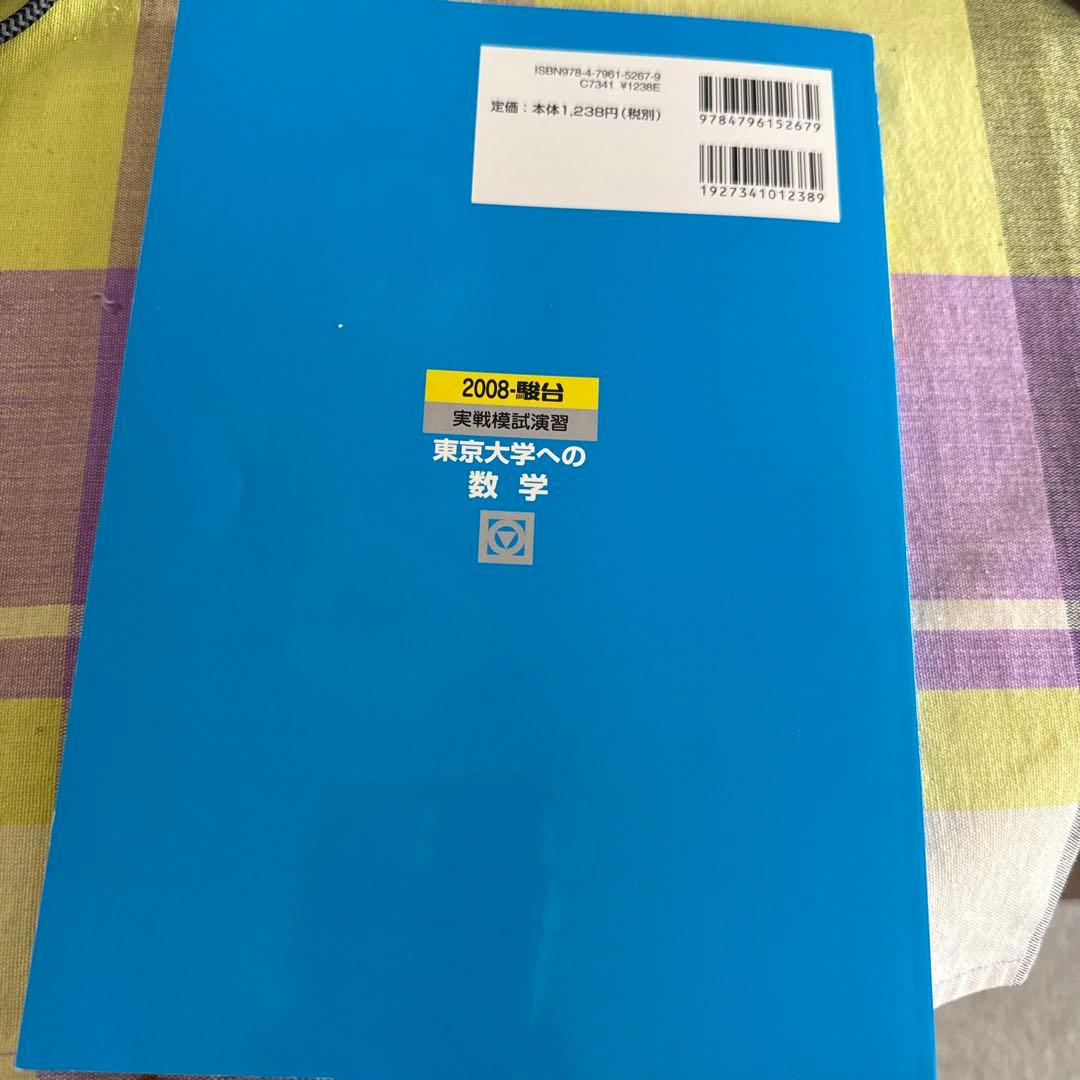 ISBN978-4-7961-5267-9
C7341 ¥1238E
定価：本体1,238円（税別）
9784796152679
1927341012389
2008-駿台
実戦模試演習
東京大学への
数学